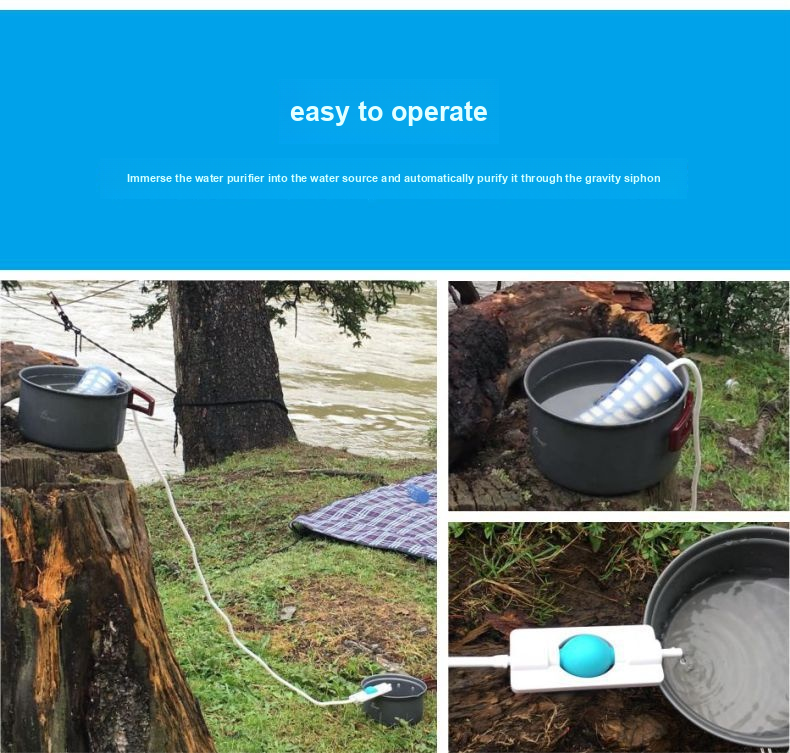 easy to operate
Immerse the water purifier into the water source and automatically purify it through the gravity siphon